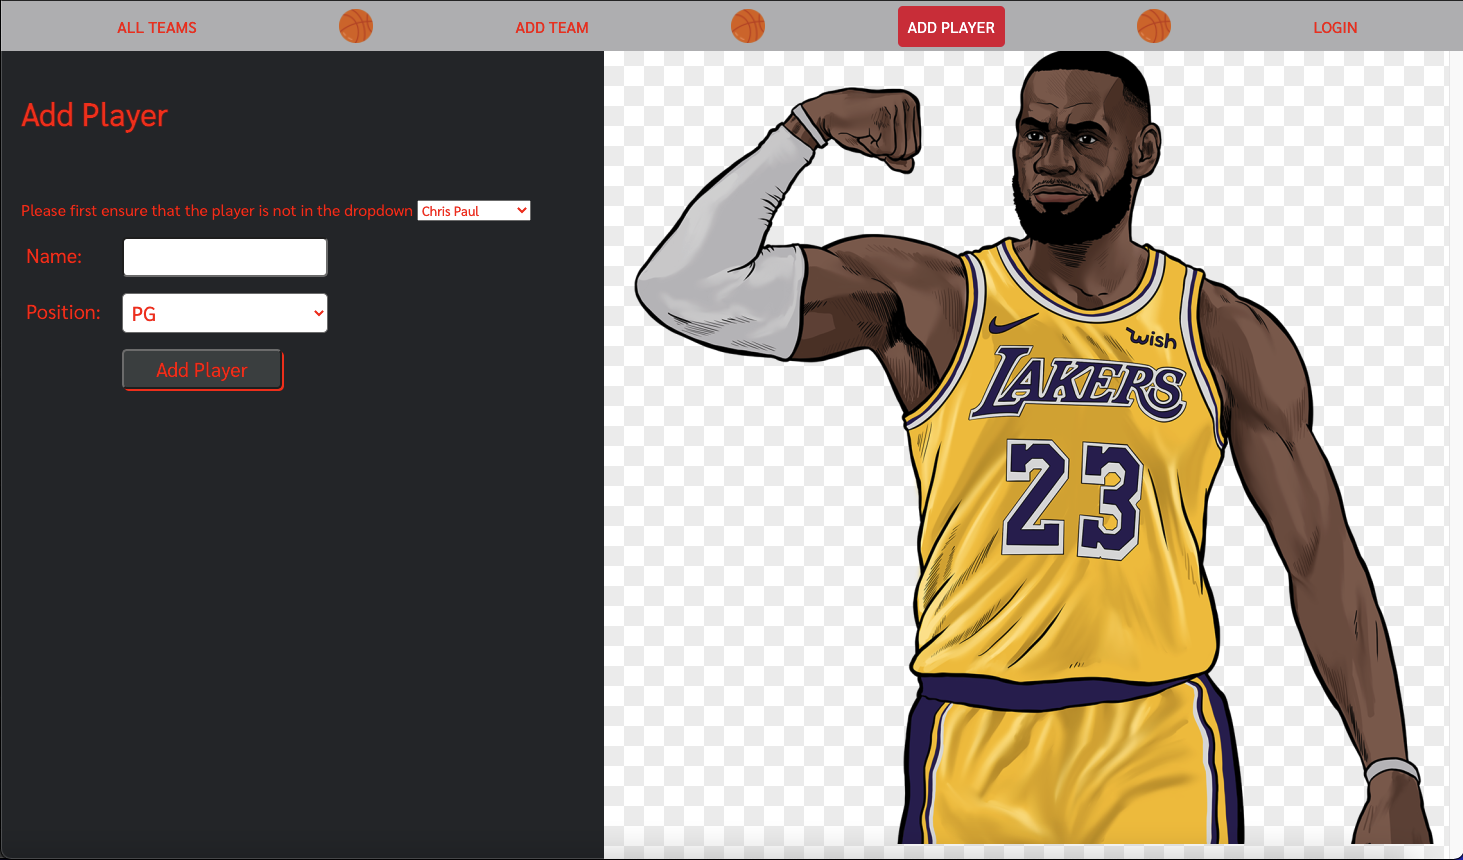 ALL TEAMS ADD TEAM ADD PLAYER LOGIN
Add Player
Please first ensure that the player is not in the dropdown Chris Paul
Name:
Position: PG
Add Player
wish
LAKERS
23